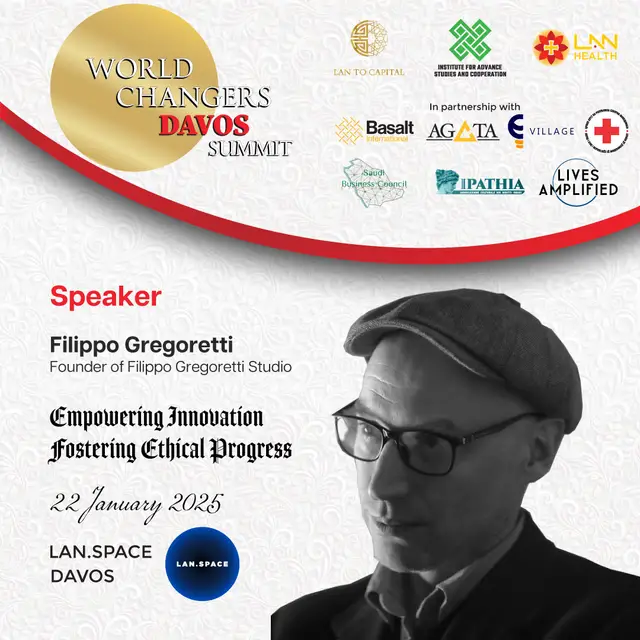 WORLD
CHANGERS
DAVOS
SUMMIT
LAN TO CAPITAL
INSTITUTE FOR ADVANCE
STUDIES AND COOPERATION
LAN
HEALTH
In partnership with
Basalt
International
AGATA
VILLAGE
Saudi
Business Council
IPATHIA
LIVES
AMPLIFIED
Speaker
Filippo Gregoretti
Founder of Filippo Gregoretti Studio
Empowering Innovation
Fostering Ethical Progress
22 January 2025
LAN.SPACE
DAVOS
LAN.SPACE